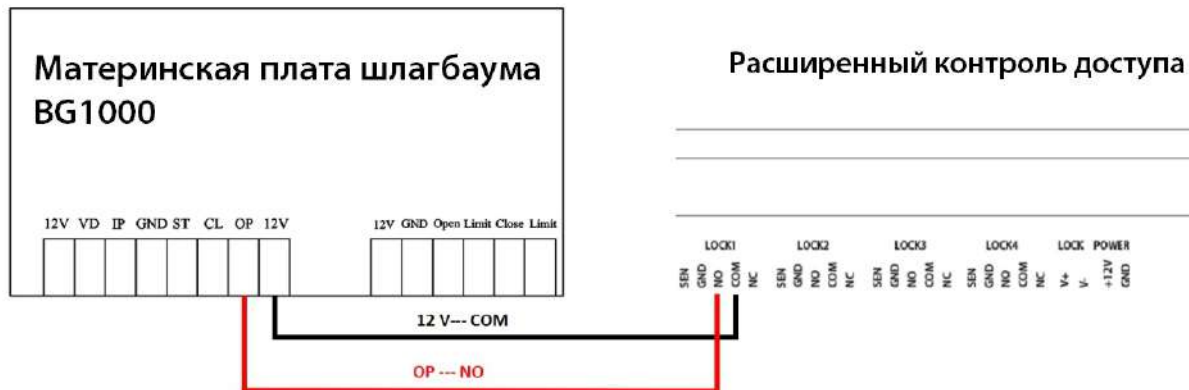 Материнская плата шлагбаума
BG1000
Расширенный контроль доступа
12V VD IP GND ST CL OP 12V
12V GND Open Limit Close Limit
LOCK1 LOCK2 LOCK3 LOCK4 LOCK POWER
SEN GND NO COM NC SEN GND NO COM NC SEN GND NO COM NC SEN GND NO COM NC V+ V- +12V GND
12 V--- COM
OP --- NO